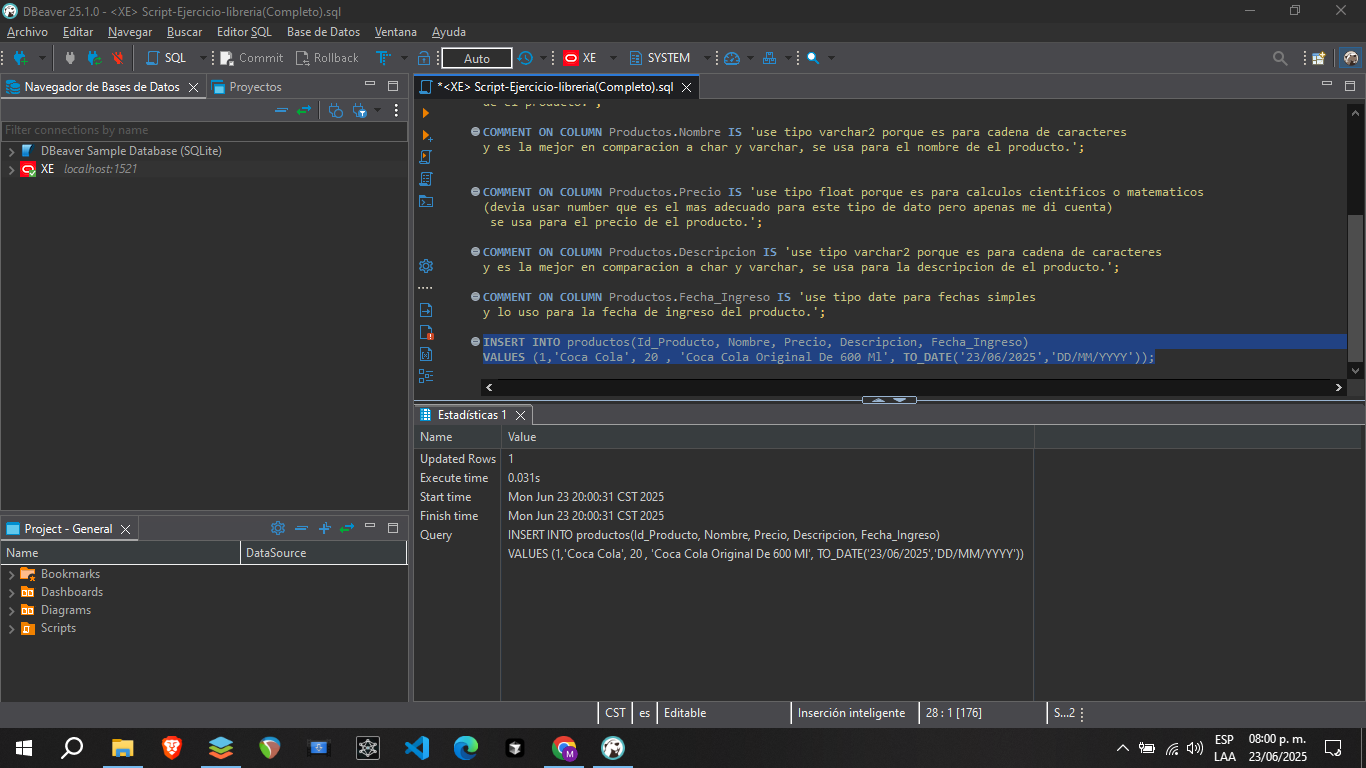 DBeaver 25.1.0 - <XE> Script-Ejercicio-libreria(Completo).sql
Archivo Editar Navegar Buscar Editor SQL Base de Datos Ventana Ayuda
SQL Commit Rollback Auto XE SYSTEM
Navegador de Bases de Datos Proyectos
*<XE> Script-Ejercicio-libreria(Completo).sql
Filter connections by name
DBeaver Sample Database (SQLite)
XE localhost:1521
de el producto.';
COMMENT ON COLUMN Productos.Nombre IS 'use tipo varchar2 porque es para cadena de caracteres
y es la mejor en comparacion a char y varchar, se usa para el nombre de el producto.';
COMMENT ON COLUMN Productos.Precio IS 'use tipo float porque es para calculos cientificos o matematicos
(devia usar number que es el mas adecuado para este tipo de dato pero apenas me di cuenta)
se usa para el precio de el producto.';
COMMENT ON COLUMN Productos.Descripcion IS 'use tipo varchar2 porque es para cadena de caracteres
y es la mejor en comparacion a char y varchar, se usa para la descripcion de el producto.';
COMMENT ON COLUMN Productos.Fecha_Ingreso IS 'use tipo date para fechas simples
y lo uso para la fecha de ingreso del producto.';
INSERT INTO productos(Id_Producto, Nombre, Precio, Descripcion, Fecha_Ingreso)
VALUES (1,'Coca Cola', 20 , 'Coca Cola Original De 600 Ml', TO_DATE('23/06/2025','DD/MM/YYYY'));
Estadísticas 1
Name Value
Updated Rows 1
Execute time 0.031s
Start time Mon Jun 23 20:00:31 CST 2025
Finish time Mon Jun 23 20:00:31 CST 2025
Query INSERT INTO productos(Id_Producto, Nombre, Precio, Descripcion, Fecha_Ingreso)
VALUES (1,'Coca Cola', 20 , 'Coca Cola Original De 600 Ml', TO_DATE('23/06/2025','DD/MM/YYYY'))
Project - General
Name DataSource
Bookmarks
Dashboards
Diagrams
Scripts
CST es Editable Inserción inteligente 28 : 1 [176] S...2
ESP 08:00 p. m.
LAA 23/06/2025